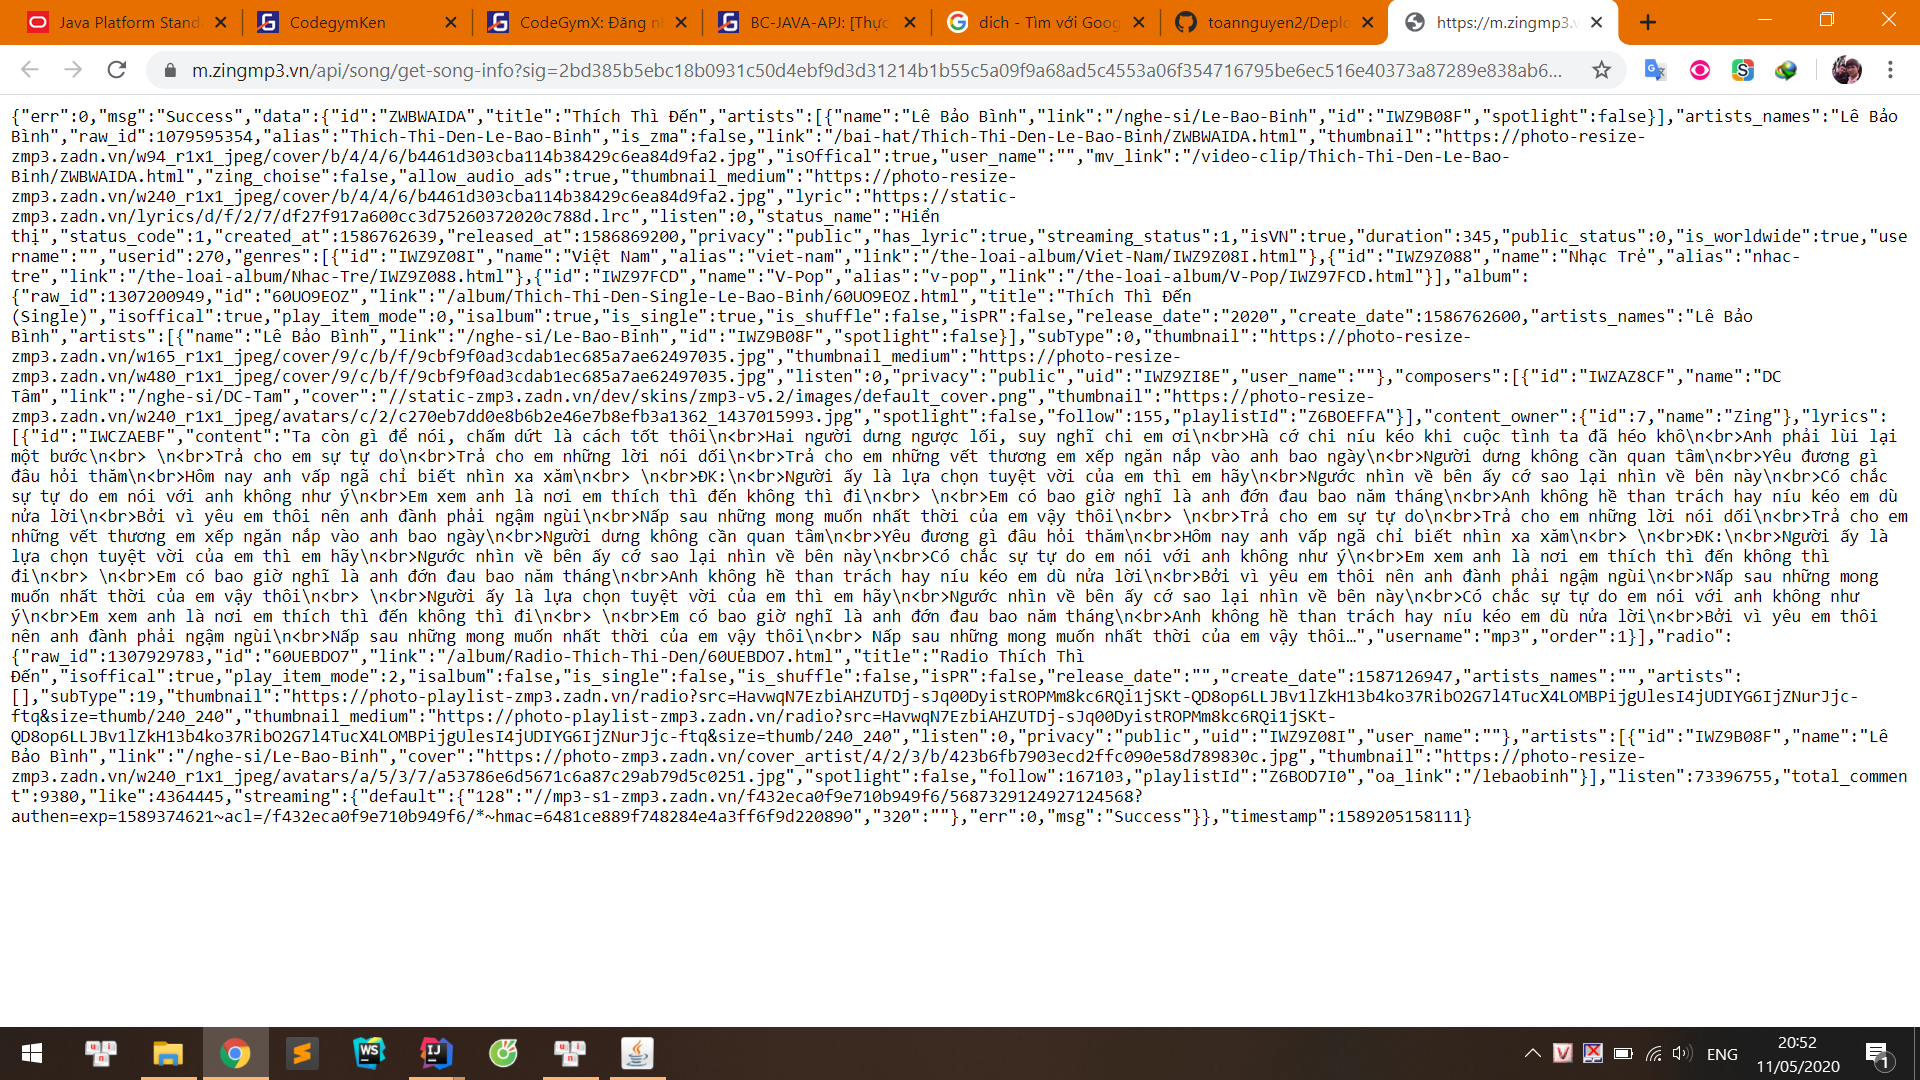 Java Platform Stand
CodegymKen
CodeGymX: Đăng nh
BC-JAVA-APJ: [Thực
dich - Tìm với Goog
toannguyen2/Deplo
https://m.zingmp3.v
m.zingmp3.vn/api/song/get-song-info?sig=2bd385b5ebc18b0931c50d4ebf9d3d31214b1b55c5a09f9a68ad5c4553a06f354716795be6ec516e40373a87289e838ab6...
{"err":0,"msg":"Success","data":{"id":"ZWBWAIDA","title":"Thích Thì Đến","artists":[{"name":"Lê Bảo Bình","link":"/nghe-si/Le-Bao-Binh","id":"IWZ9B08F","spotlight":false}],"artists_names":"Lê Bảo
Bình","raw_id":1079595354,"alias":"Thich-Thi-Den-Le-Bao-Binh","is_zma":false,"link":"/bai-hat/Thich-Thi-Den-Le-Bao-Binh/ZWBWAIDA.html","thumbnail":"https://photo-resize-
zmp3.zadn.vn/w94_r1x1_jpeg/cover/b/4/4/6/b4461d303cba114b38429c6ea84d9fa2.jpg","isOffical":true,"user_name":"","mv_link":"/video-clip/Thich-Thi-Den-Le-Bao-
Binh/ZWBWAIDA.html","zing_choise":false,"allow_audio_ads":true,"thumbnail_medium":"https://photo-resize-
zmp3.zadn.vn/w240_r1x1_jpeg/cover/b/4/4/6/b4461d303cba114b38429c6ea84d9fa2.jpg","lyric":"https://static-
zmp3.zadn.vn/lyrics/d/f/2/7/df27f917a600cc3d75260372020c788d.lrc","listen":0,"status_name":"Hiển
thị","status_code":1,"created_at":1586762639,"released_at":1586869200,"privacy":"public","has_lyric":true,"streaming_status":1,"isVN":true,"duration":345,"public_status":0,"is_worldwide":true,"use
rname":"","userid":270,"genres":[{"id":"IWZ9Z08I","name":"Việt Nam","alias":"viet-nam","link":"/the-loai-album/Viet-Nam/IWZ9Z08I.html"},{"id":"IWZ9Z088","name":"Nhạc Trẻ","alias":"nhac-
tre","link":"/the-loai-album/Nhac-Tre/IWZ9Z088.html"},{"id":"IWZ97FCD","name":"V-Pop","alias":"v-pop","link":"/the-loai-album/V-Pop/IWZ97FCD.html"}],"album":
{"raw_id":1307200949,"id":"60UO9EOZ","link":"/album/Thich-Thi-Den-Single-Le-Bao-Binh/60UO9EOZ.html","title":"Thích Thì Đến
(Single)","isoffical":true,"play_item_mode":0,"isalbum":true,"is_single":true,"is_shuffle":false,"isPR":false,"release_date":"2020","create_date":1586762600,"artists_names":"Lê Bảo
Bình","artists":[{"name":"Lê Bảo Bình","link":"/nghe-si/Le-Bao-Binh","id":"IWZ9B08F","spotlight":false}],"subType":0,"thumbnail":"https://photo-resize-
zmp3.zadn.vn/w165_r1x1_jpeg/cover/9/c/b/f/9cbf9f0ad3cdab1ec685a7ae62497035.jpg","thumbnail_medium":"https://photo-resize-
zmp3.zadn.vn/w480_r1x1_jpeg/cover/9/c/b/f/9cbf9f0ad3cdab1ec685a7ae62497035.jpg","listen":0,"privacy":"public","uid":"IWZ9ZI8E","user_name":""},"composers":[{"id":"IWZAZ8CF","name":"DC
Tâm","link":"/nghe-si/DC-Tam","cover":"//static-zmp3.zadn.vn/dev/skins/zmp3-v5.2/images/default_cover.png","thumbnail":"https://photo-resize-
zmp3.zadn.vn/w240_r1x1_jpeg/avatars/c/2/c270eb7dd0e8b6b2e46e7b8efb3a1362_1437015993.jpg","spotlight":false,"follow":155,"playlistId":"Z6BOEFFA"}],"content_owner":{"id":7,"name":"Zing"},"lyrics":
[{"id":"IWCZAEBF","content":"Ta còn gì để nói, chấm dứt là cách tốt thôi\n<br>Hai người dưng ngược lối, suy nghĩ chi em ơi\n<br>Hà cớ chi níu kéo khi cuộc tình ta đã héo khô\n<br>Anh phải lùi lại
một bước\n<br> \n<br>Trả cho em sự tự do\n<br>Trả cho em những lời nói dối\n<br>Trả cho em những vết thương em xếp ngăn nắp vào anh bao ngày\n<br>Người dưng không cần quan tâm\n<br>Yêu đương gì
đâu hỏi thăm\n<br>Hôm nay anh vấp ngã chỉ biết nhìn xa xăm\n<br> \n<br>ĐK:\n<br>Người ấy là lựa chọn tuyệt vời của em thì em hãy\n<br>Ngước nhìn về bên ấy cớ sao lại nhìn về bên này\n<br>Có chắc
sự tự do em nói với anh không như ý\n<br>Em xem anh là nơi em thích thì đến không thì đi\n<br> \n<br>Em có bao giờ nghĩ là anh đớn đau bao năm tháng\n<br>Anh không hề than trách hay níu kéo em dù
nửa lời\n<br>Bởi vì yêu em thôi nên anh đành phải ngậm ngùi\n<br>Nấp sau những mong muốn nhất thời của em vậy thôi\n<br> \n<br>Trả cho em sự tự do\n<br>Trả cho em những lời nói dối\n<br>Trả cho em
những vết thương em xếp ngăn nắp vào anh bao ngày\n<br>Người dưng không cần quan tâm\n<br>Yêu đương gì đâu hỏi thăm\n<br>Hôm nay anh vấp ngã chỉ biết nhìn xa xăm\n<br> \n<br>ĐK:\n<br>Người ấy là
lựa chọn tuyệt vời của em thì em hãy\n<br>Ngước nhìn về bên ấy cớ sao lại nhìn về bên này\n<br>Có chắc sự tự do em nói với anh không như ý\n<br>Em xem anh là nơi em thích thì đến không thì
đi\n<br> \n<br>Em có bao giờ nghĩ là anh đớn đau bao năm tháng\n<br>Anh không hề than trách hay níu kéo em dù nửa lời\n<br>Bởi vì yêu em thôi nên anh đành phải ngậm ngùi\n<br>Nấp sau những mong
muốn nhất thời của em vậy thôi\n<br> \n<br>Người ấy là lựa chọn tuyệt vời của em thì em hãy\n<br>Ngước nhìn về bên ấy cớ sao lại nhìn về bên này\n<br>Có chắc sự tự do em nói với anh không như
ý\n<br>Em xem anh là nơi em thích thì đến không thì đi\n<br> \n<br>Em có bao giờ nghĩ là anh đớn đau bao năm tháng\n<br>Anh không hề than trách hay níu kéo em dù nửa lời\n<br>Bởi vì yêu em thôi
nên anh đành phải ngậm ngùi\n<br>Nấp sau những mong muốn nhất thời của em vậy thôi\n<br> Nấp sau những mong muốn nhất thời của em vậy thôi…","username":"mp3","order":1}],"radio":
{"raw_id":1307929783,"id":"60UEBDO7","link":"/album/Radio-Thich-Thi-Den/60UEBDO7.html","title":"Radio Thích Thì
Đến","isoffical":true,"play_item_mode":2,"isalbum":false,"is_single":false,"is_shuffle":false,"isPR":false,"release_date":"","create_date":1587126947,"artists_names":"","artists":
[],"subType":19,"thumbnail":"https://photo-playlist-zmp3.zadn.vn/radio?src=HavwqN7EzbiAHZUTDj-sJq00DyistROPMm8kc6RQi1jSKt-QD8op6LLJBv1lZkH13b4ko37RibO2G7l4TucX4LOMBPijgUlesI4jUDIYG6IjZNurJjc-
ftq&size=thumb/240_240","thumbnail_medium":"https://photo-playlist-zmp3.zadn.vn/radio?src=HavwqN7EzbiAHZUTDj-sJq00DyistROPMm8kc6RQi1jSKt-
QD8op6LLJBv1lZkH13b4ko37RibO2G7l4TucX4LOMBPijgUlesI4jUDIYG6IjZNurJjc-ftq&size=thumb/240_240","listen":0,"privacy":"public","uid":"IWZ9Z08I","user_name":""},"artists":[{"id":"IWZ9B08F","name":"Lê
Bảo Bình","link":"/nghe-si/Le-Bao-Binh","cover":"https://photo-zmp3.zadn.vn/cover_artist/4/2/3/b/423b6fb7903ecd2ffc090e58d789830c.jpg","thumbnail":"https://photo-resize-
zmp3.zadn.vn/w240_r1x1_jpeg/avatars/a/5/3/7/a53786e6d5671c6a87c29ab79d5c0251.jpg","spotlight":false,"follow":167103,"playlistId":"Z6BOD7I0","oa_link":"/lebaobinh"}],"listen":73396755,"total_commen
t":9380,"like":4364445,"streaming":{"default":{"128":"//mp3-s1-zmp3.zadn.vn/f432eca0f9e710b949f6/5687329124927124568?
authen=exp=1589374621~acl=/f432eca0f9e710b949f6/*~hmac=6481ce889f748284e4a3ff6f9d220890","320":""},"err":0,"msg":"Success"}},"timestamp":1589205158111}
ENG
20:52
11/05/2020
1